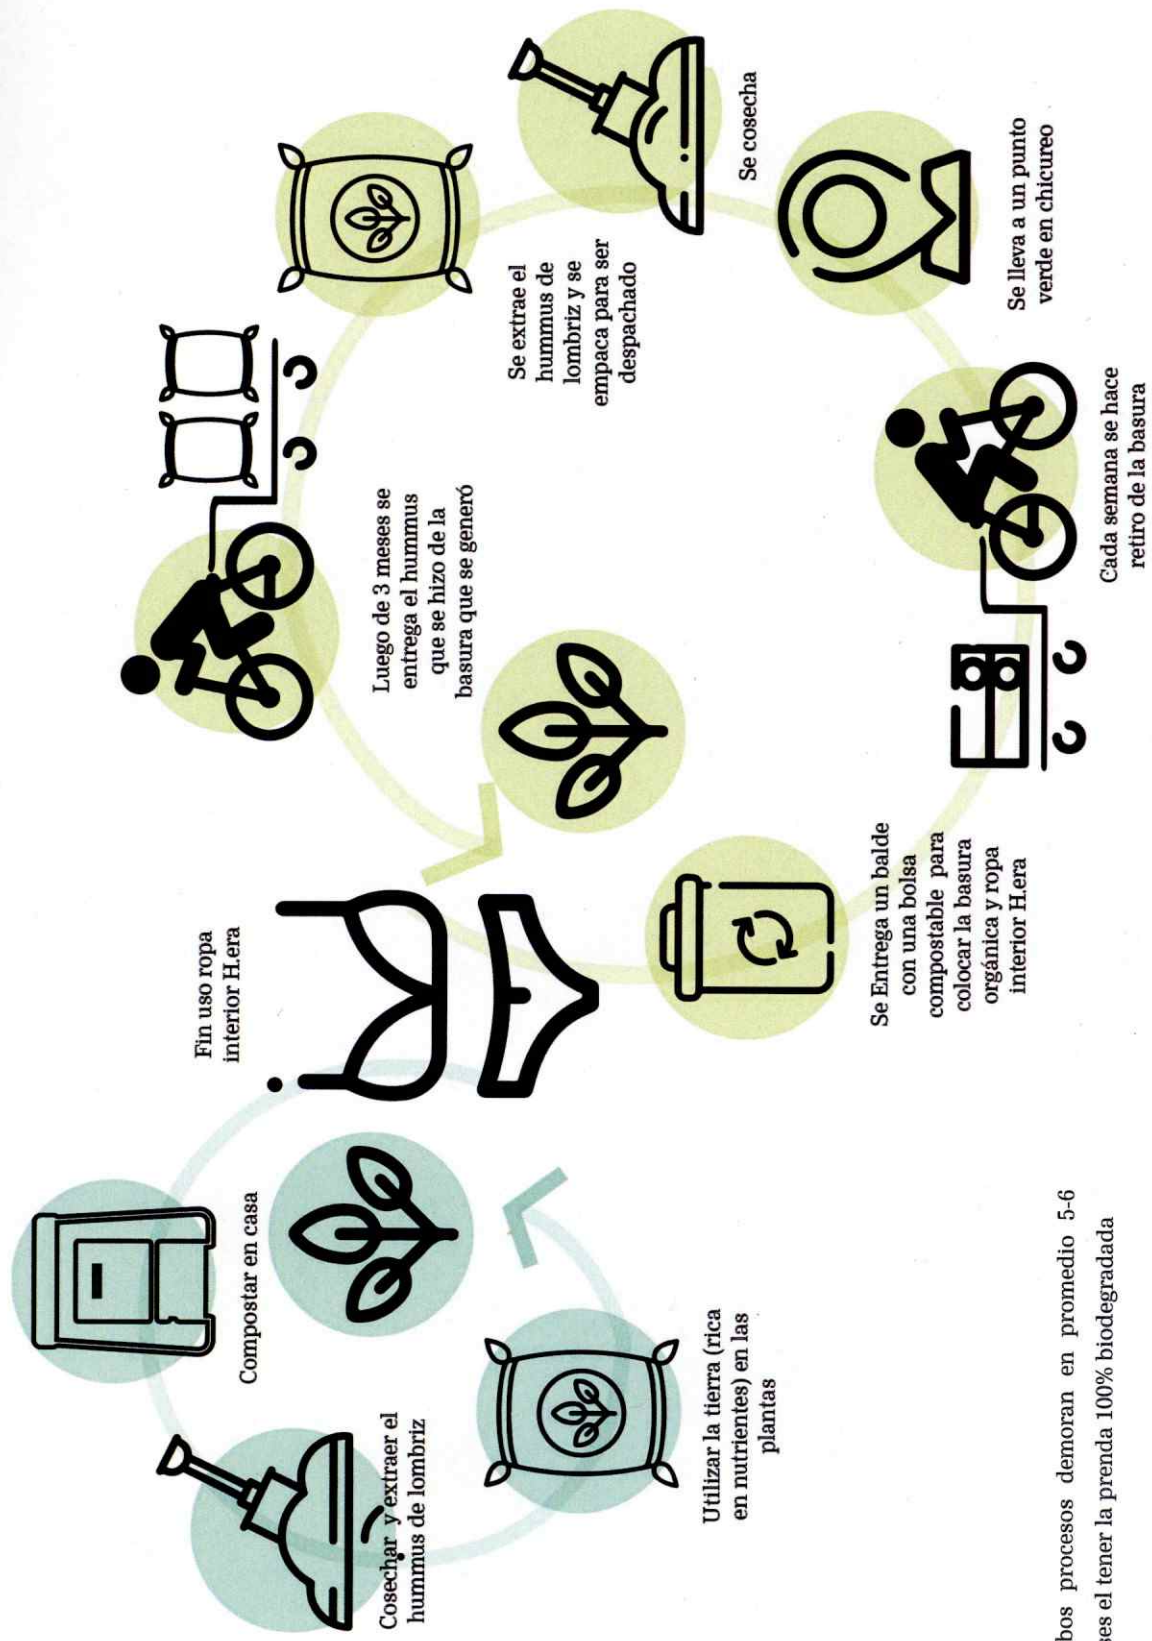 Compostar en casa
Cosechar y extraer el
hummus de lombriz
Utilizar la tierra (rica
en nutrientes) en las
plantas
Fin uso ropa
interior H.era
Se Entrega un balde
con una bolsa
compostable para
colocar la basura
orgánica y ropa
interior H.era
Cada semana se hace
retiro de la basura
Se lleva a un punto
verde en chicureo
Se cosecha
Se extrae el
hummus de
lombriz y se
empaca para ser
despachado
Luego de 3 meses se
entrega el hummus
que se hizo de la
basura que se generó
bos procesos demoran en promedio 5-6
ses el tener la prenda 100% biodegradada